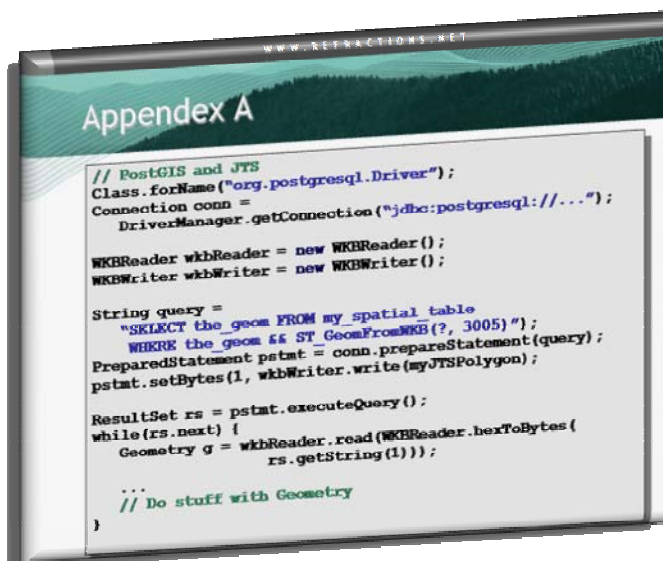 WWW.REFRACTIONS.NET
Appendex A
// PostGIS and JTS
Class.forName("org.postgresql.Driver");
Connection conn =
DriverManager.getConnection("jdbc:postgresql://...");
WKBReader wkbReader = new WKBReader();
WKBWriter wkbWriter = new WKBWriter();
String query =
"SELECT the_geom FROM my_spatial_table
WHERE the_geom && ST_GeomFromWKB(?, 3005)"};
PreparedStatement pstmt = conn.prepareStatement(query);
pstmt.setBytes(1, wkbWriter.write(myJTSPolygon);
ResultSet rs = pstmt.executeQuery();
while(rs.next) {
Geometry g = wkbReader.read(WKBReader.hexToBytes(
rs.getString(1)));
...
// Do stuff with Geometry
}